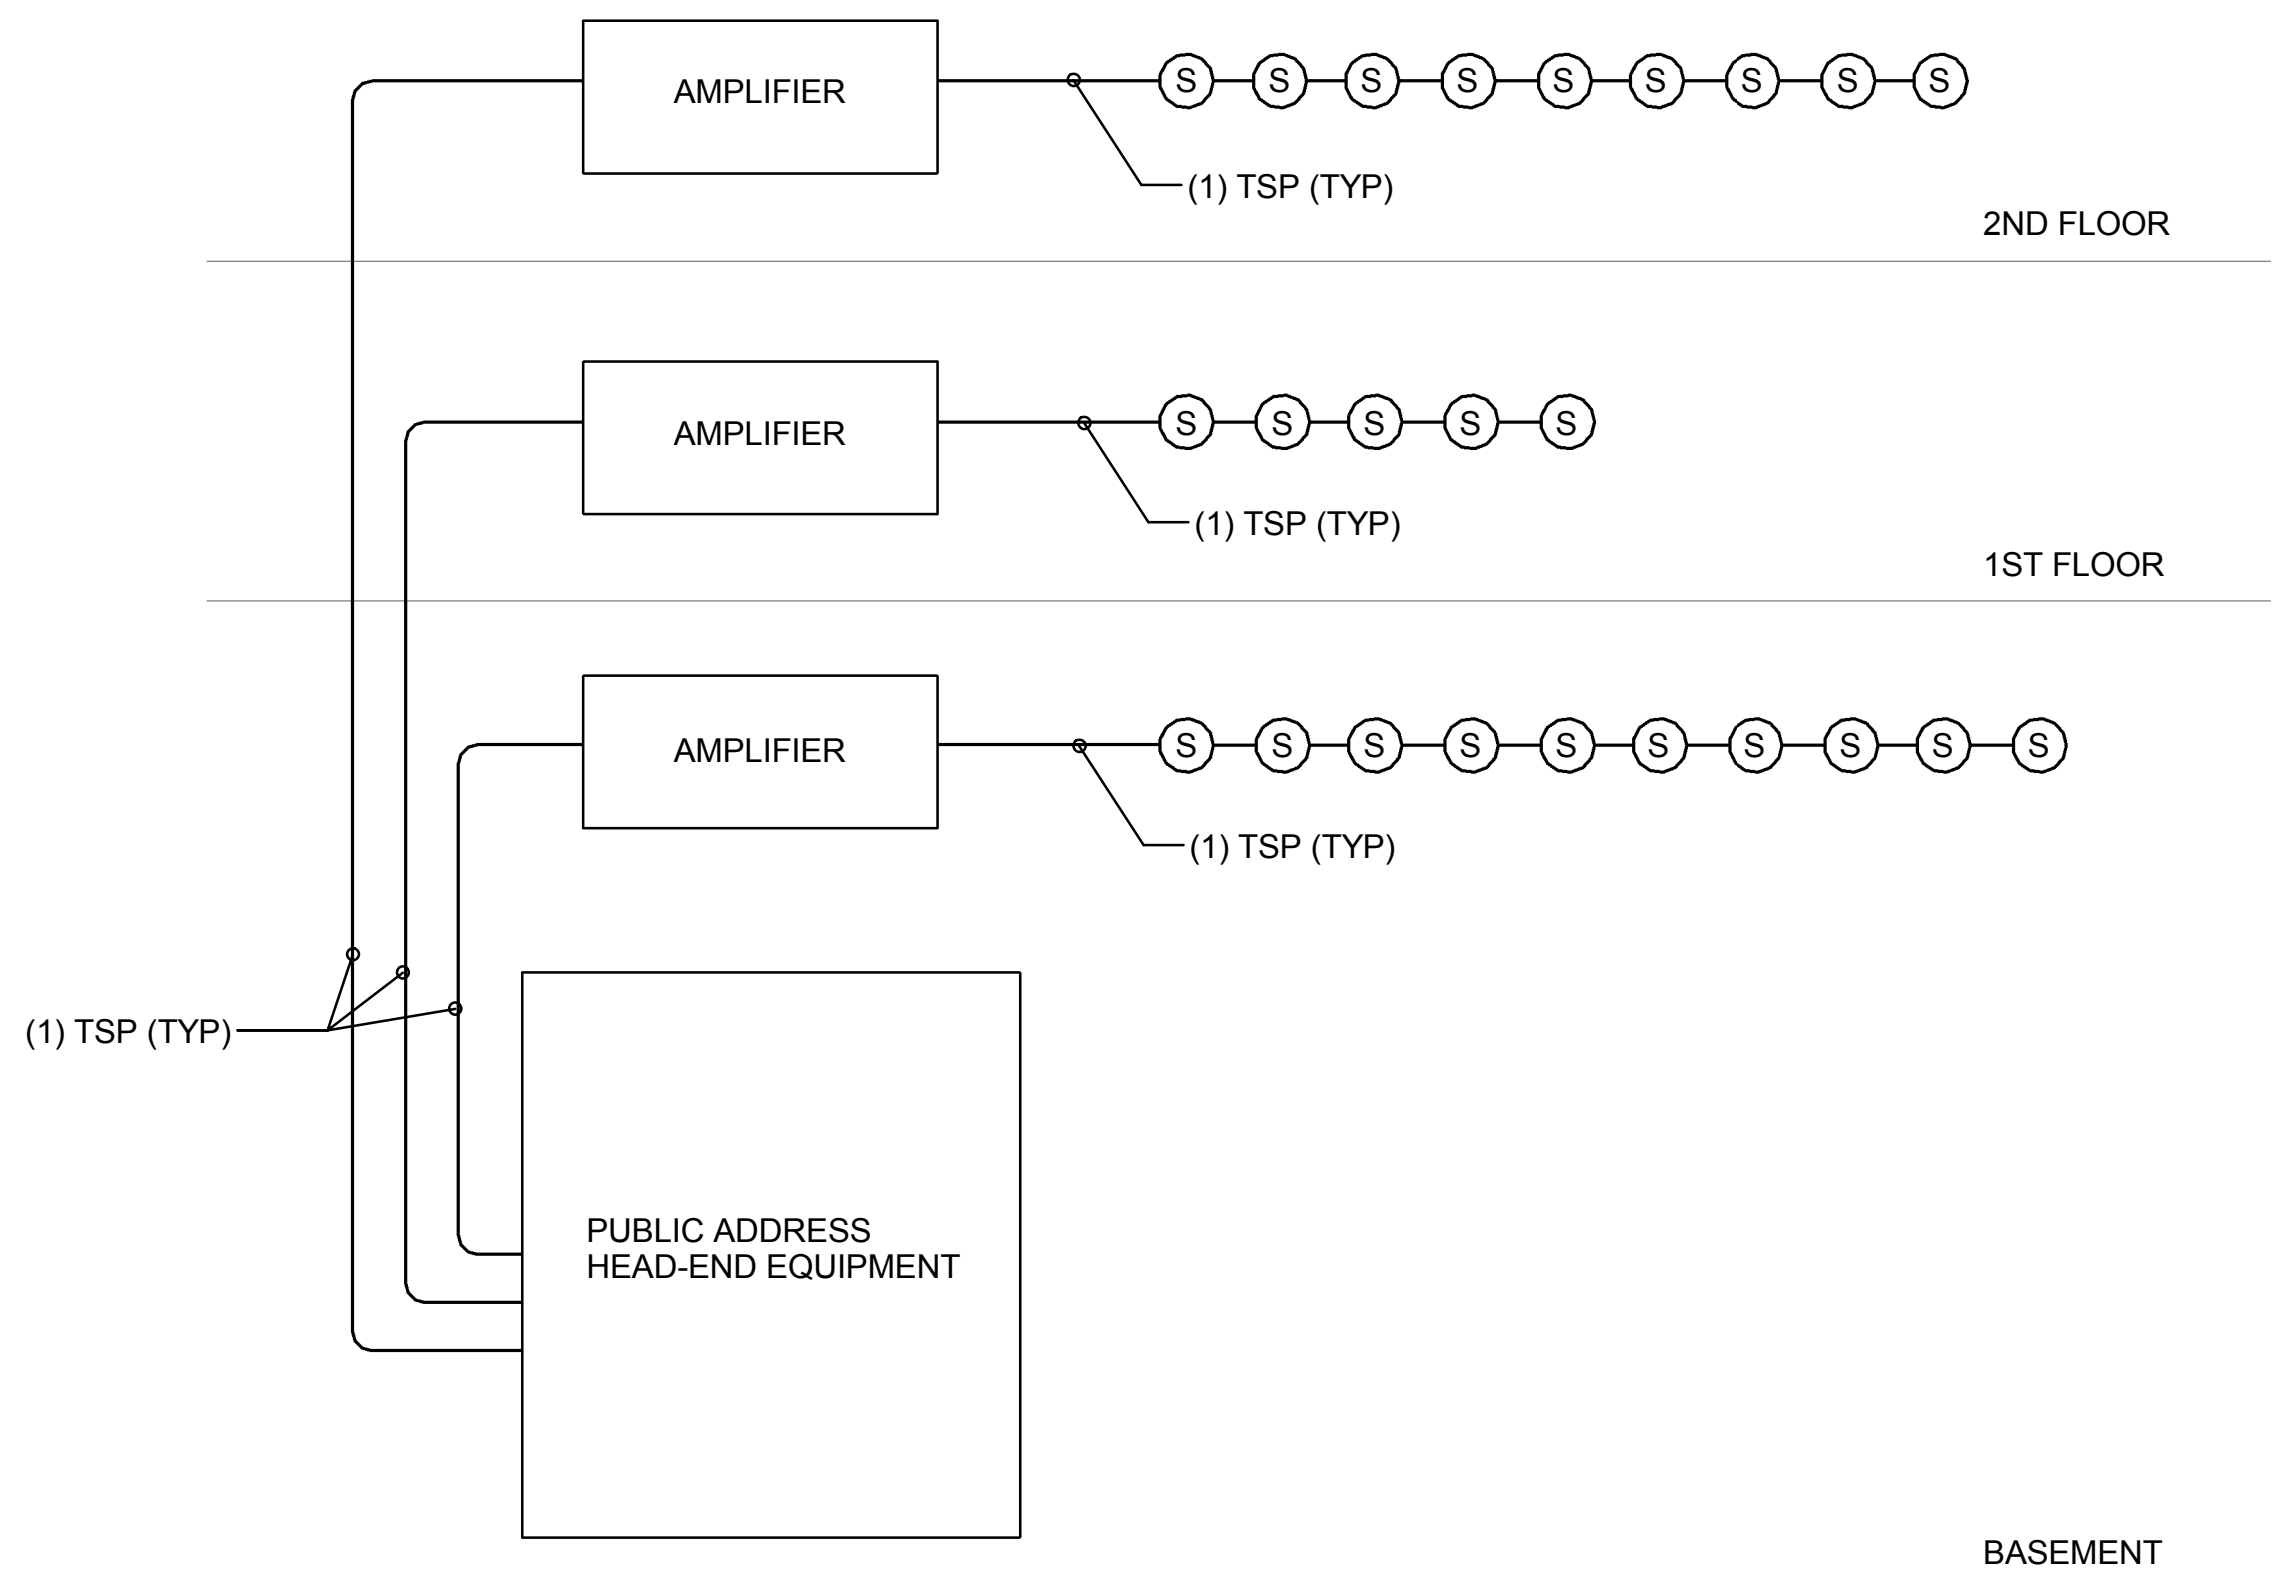 AMPLIFIER
S S S S S S S S S
(1) TSP (TYP)
2ND FLOOR
AMPLIFIER
S S S S S
(1) TSP (TYP)
1ST FLOOR
AMPLIFIER
S S S S S S S S S S
(1) TSP (TYP)
(1) TSP (TYP)
PUBLIC ADDRESS
HEAD-END EQUIPMENT
BASEMENT